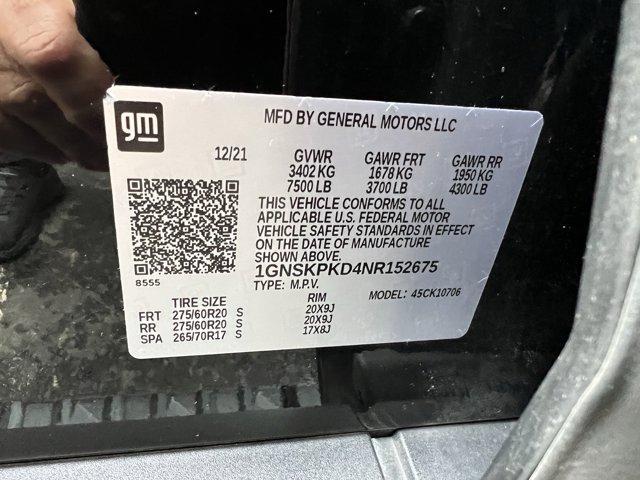 gm
MFD BY GENERAL MOTORS LLC
12/21 GVWR GAWR FRT GAWR RR
3402 KG 1678 KG 1950 KG
7500 LB 3700 LB 4300 LB
THIS VEHICLE CONFORMS TO ALL
APPLICABLE U.S. FEDERAL MOTOR
VEHICLE SAFETY STANDARDS IN EFFECT
ON THE DATE OF MANUFACTURE
SHOWN ABOVE.
8555
1GNSKPKD4NR152675
TYPE: M.P.V. MODEL: 45CK10706
TIRE SIZE RIM
FRT 275/60R20 S 20X9J
RR 275/60R20 S 20X9J
SPA 265/70R17 S 17X8J